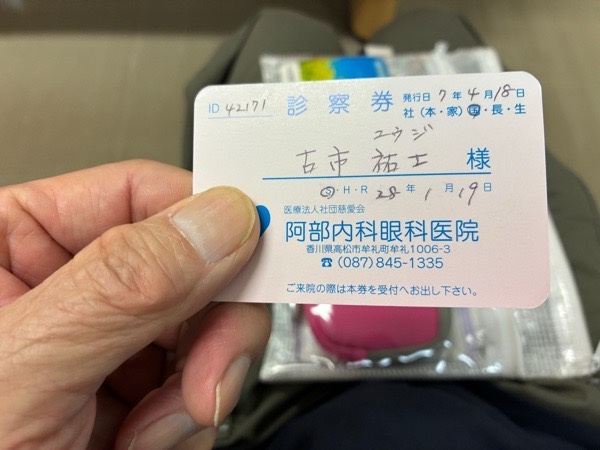 ID 42171 診察券 発行日 7年4月18日
社(本・家)国・長・生
ユウジ
古市 祐士 様
S・H・R 28年1月19日
医療法人社団慈愛会
阿部内科眼科医院
香川県高松市牟礼町牟礼1006-3
☎(087)845-1335
ご来院の際は本券を受付へお出し下さい。